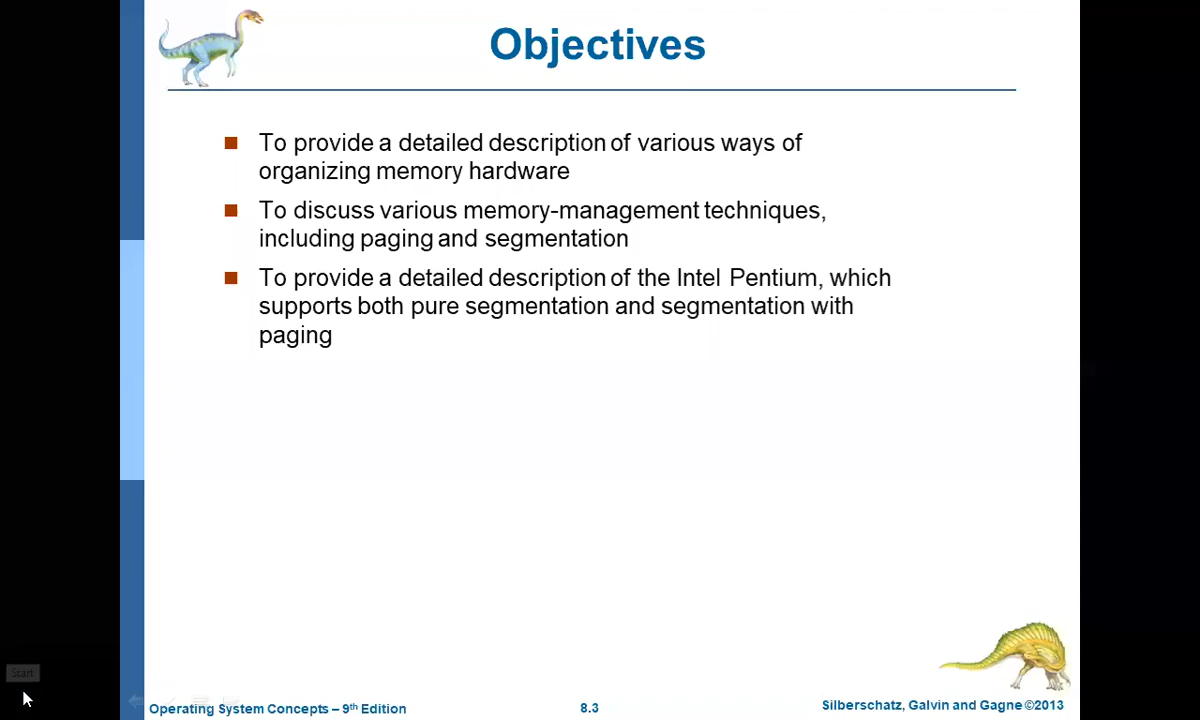 Objectives
To provide a detailed description of various ways of
organizing memory hardware
To discuss various memory-management techniques,
including paging and segmentation
To provide a detailed description of the Intel Pentium, which
supports both pure segmentation and segmentation with
paging
Start
Operating System Concepts – 9th Edition
8.3
Silberschatz, Galvin and Gagne ©2013